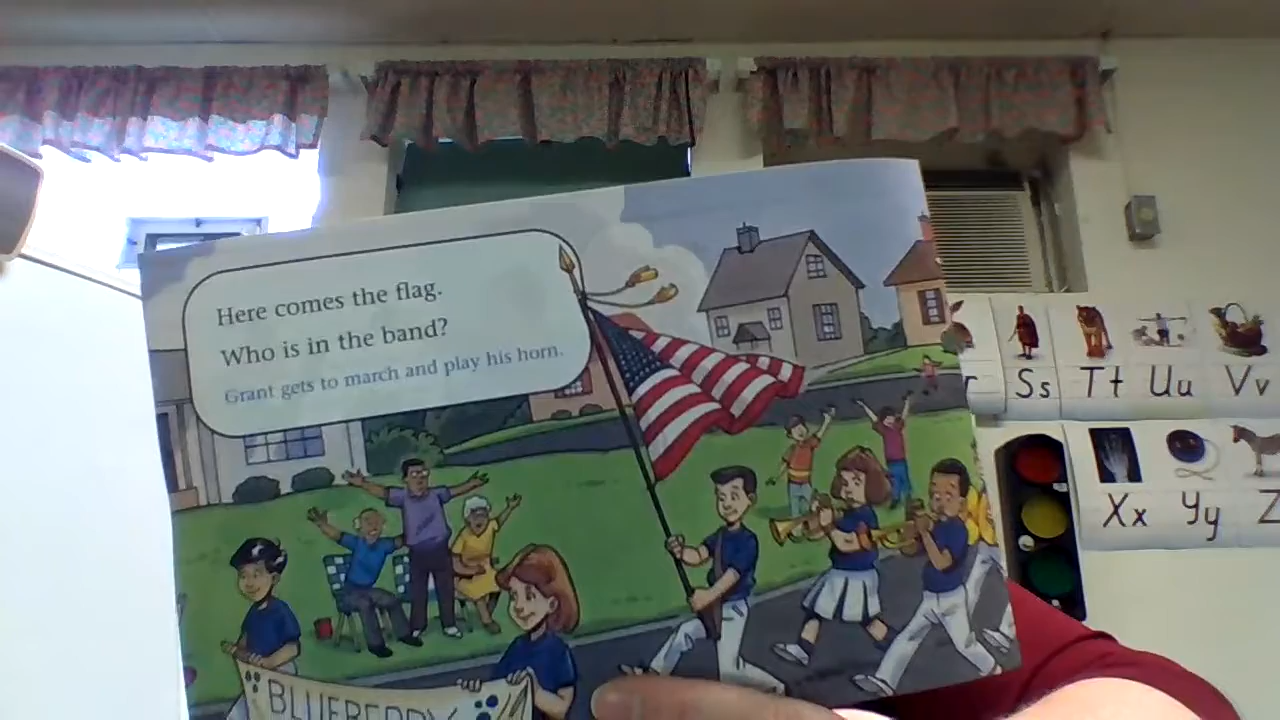 Here comes the flag.
Who is in the band?
Grant gets to march and play his horn.
BLUEBERRY
r Ss Tt Uu Vv
Xx Yy Z